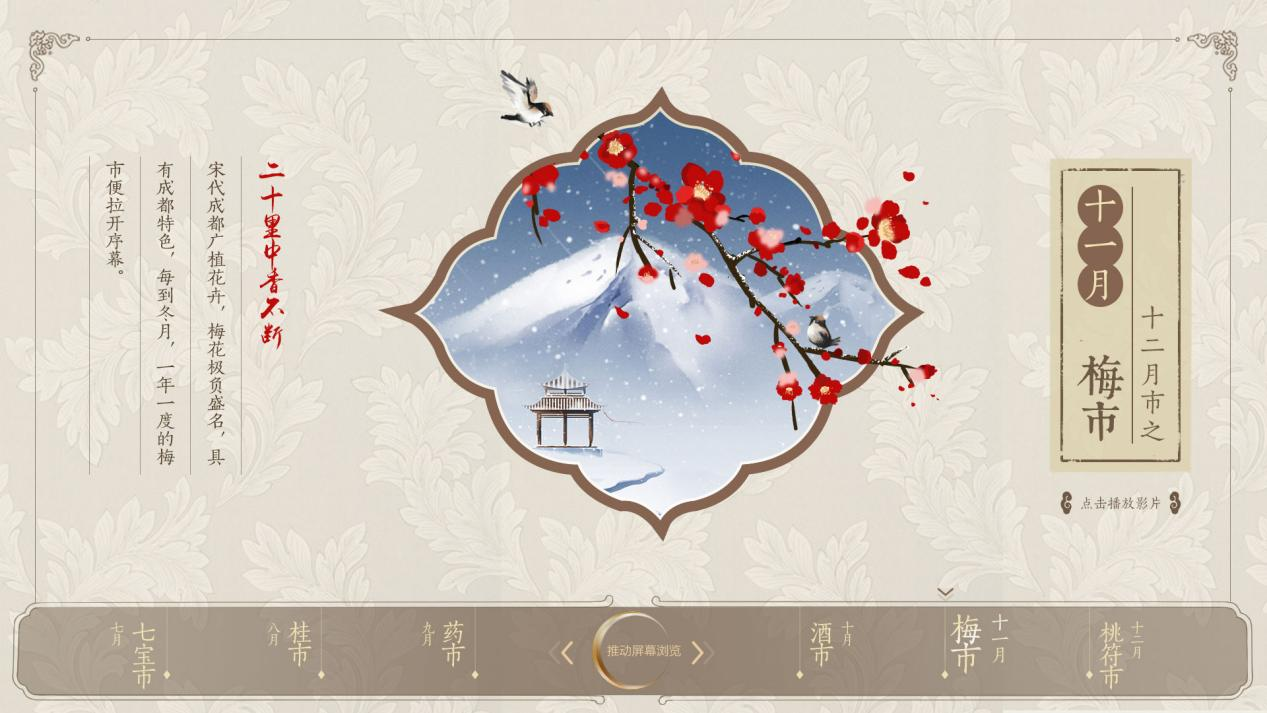 十一月
梅市
十二月市之
点击播放影片
二十里中香不断
宋代成都广植花卉，梅花极负盛名，具
有成都特色，每到冬月，一年一度的梅
市便拉开序幕。
七月
七宝市
八月
桂市
九月
药市
推动屏幕浏览
十月
酒市
十一月
梅市
十二月
桃符市